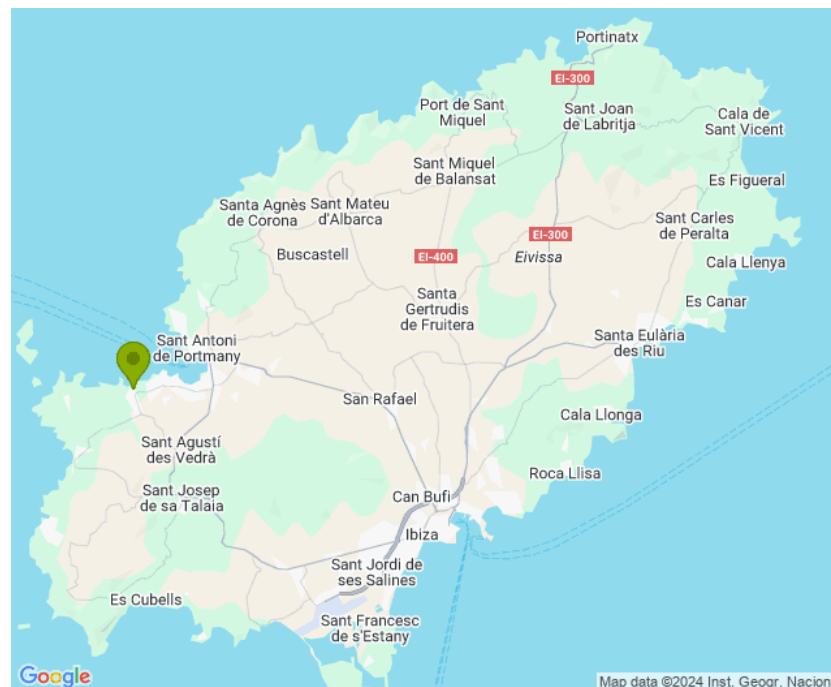 Portinatx
EI-300
Port de Sant
Miquel
Sant Joan
de Labritja
Cala de
Sant Vicent
Sant Miquel
de Balansat
Es Figueral
Santa Agnès
de Corona
Sant Mateu
d'Albarca
Sant Carles
de Peralta
EI-300
Buscastell
EI-400
Eivissa
Cala Llenya
Santa
Gertrudis
de Fruitera
Es Canar
Sant Antoni
de Portmany
Santa Eulària
des Riu
San Rafael
Cala Llonga
Sant Agustí
des Vedrà
Roca Llisa
Sant Josep
de sa Talaia
Can Bufi
Ibiza
Sant Jordi de
ses Salines
Es Cubells
Sant Francesc
de s'Estany
Google
Map data ©2024 Inst. Geogr. Nacion